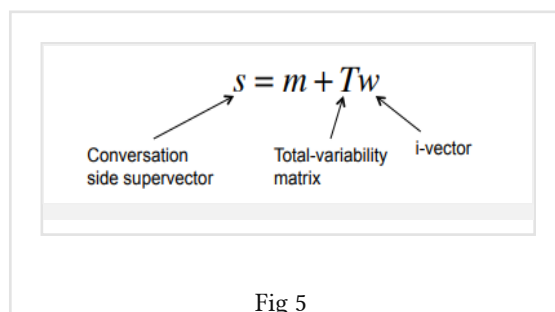 s = m + Tw
Conversation
side supervector
Total-variability
matrix
i-vector
Fig 5